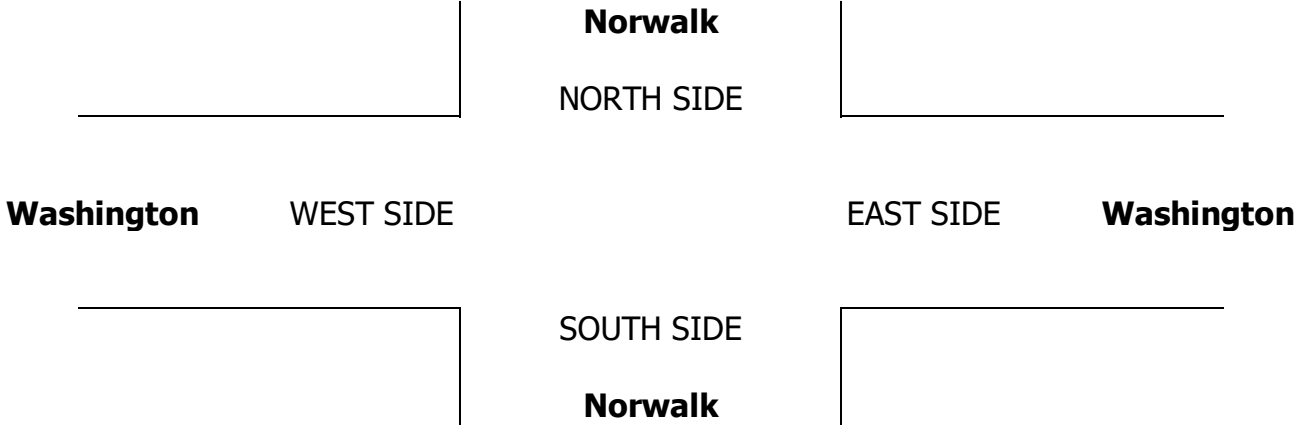 Norwalk
NORTH SIDE
Washington WEST SIDE EAST SIDE Washington
SOUTH SIDE
Norwalk